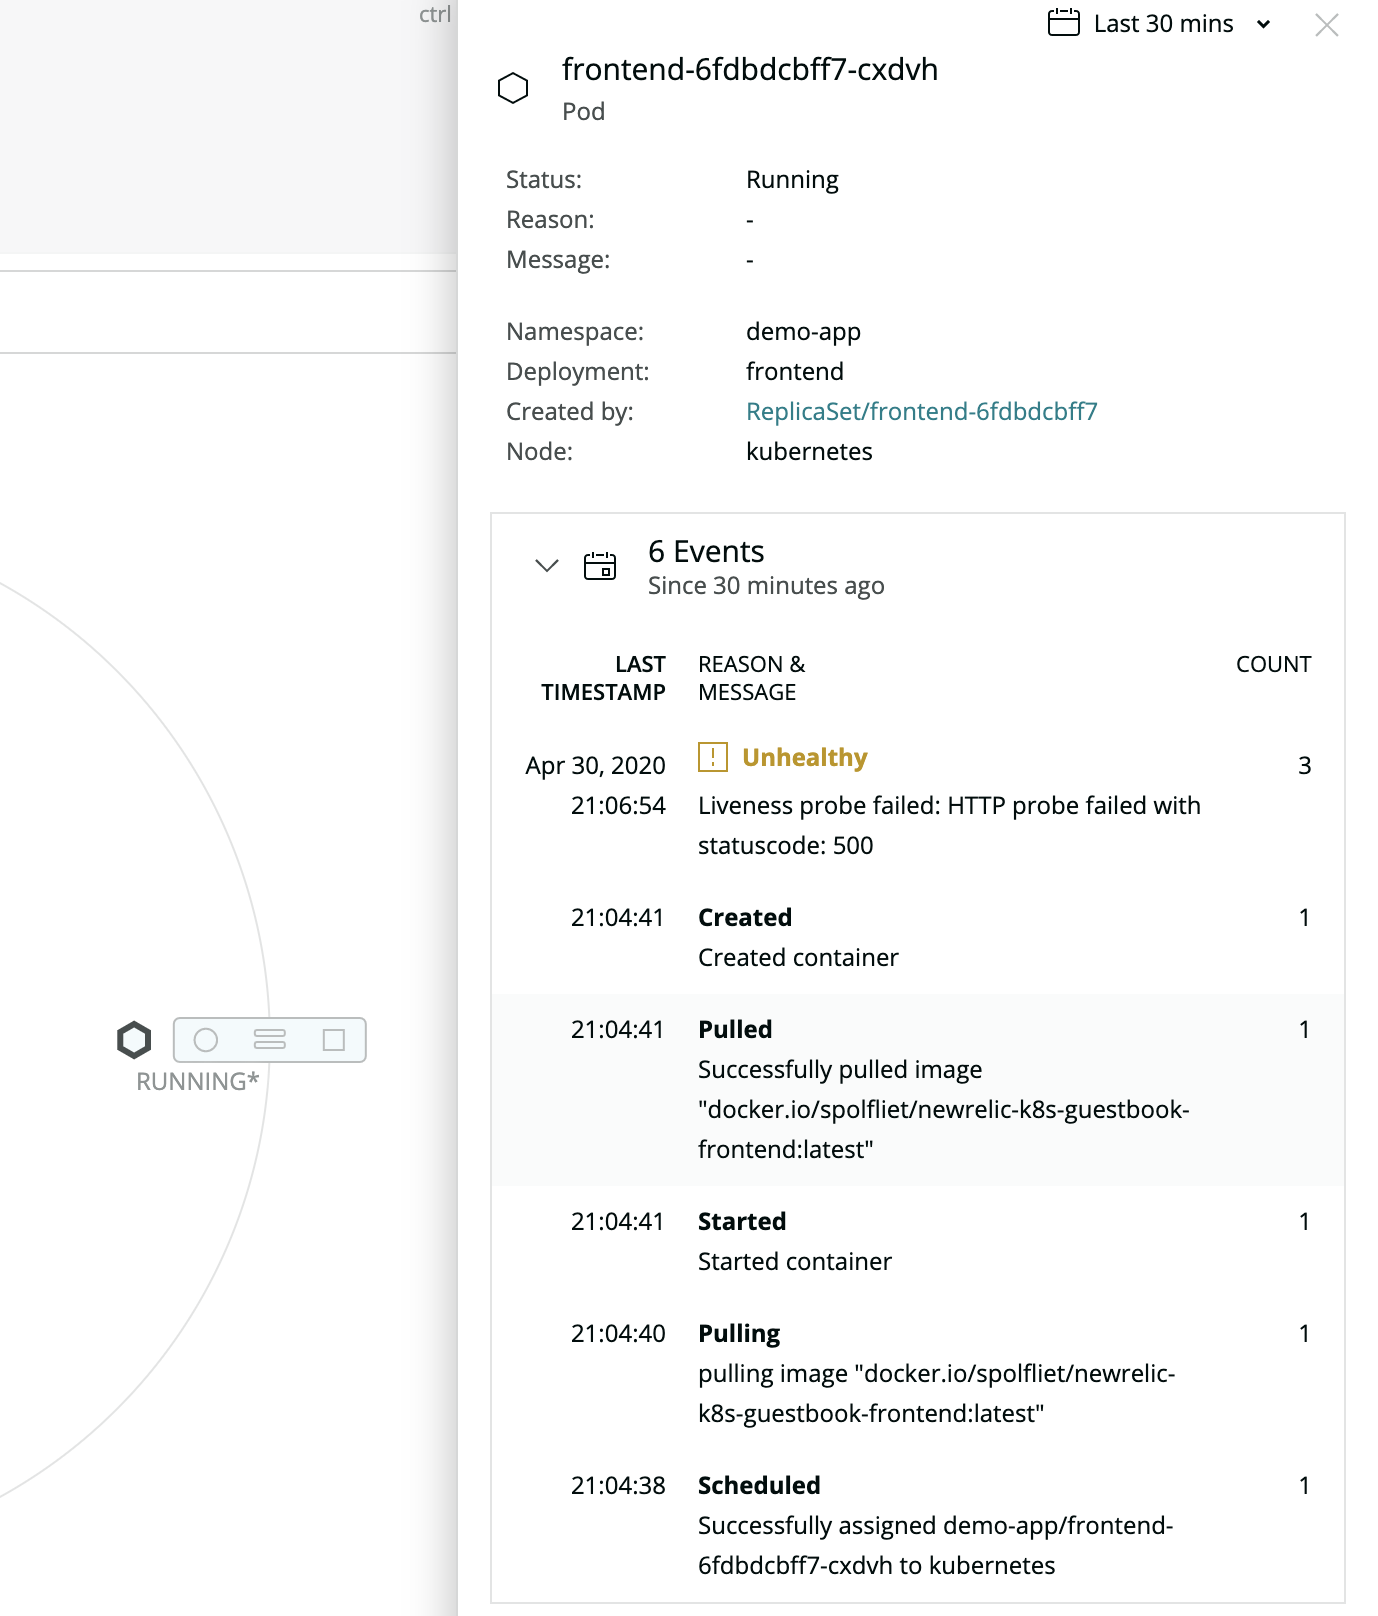 ctrl
Last 30 mins
frontend-6fdbdcbff7-cxdvh
Pod
Status: Running
Reason: -
Message: -
Namespace: demo-app
Deployment: frontend
Created by: ReplicaSet/frontend-6fdbdcbff7
Node: kubernetes
6 Events
Since 30 minutes ago
LAST REASON & COUNT
TIMESTAMP MESSAGE
Apr 30, 2020 Unhealthy 3
21:06:54 Liveness probe failed: HTTP probe failed with
statuscode: 500
21:04:41 Created 1
Created container
21:04:41 Pulled 1
Successfully pulled image
"docker.io/spolfliet/newrelic-k8s-guestbook-
frontend:latest"
21:04:41 Started 1
Started container
21:04:40 Pulling 1
pulling image "docker.io/spolfliet/newrelic-
k8s-guestbook-frontend:latest"
21:04:38 Scheduled 1
Successfully assigned demo-app/frontend-
6fdbdcbff7-cxdvh to kubernetes
RUNNING*